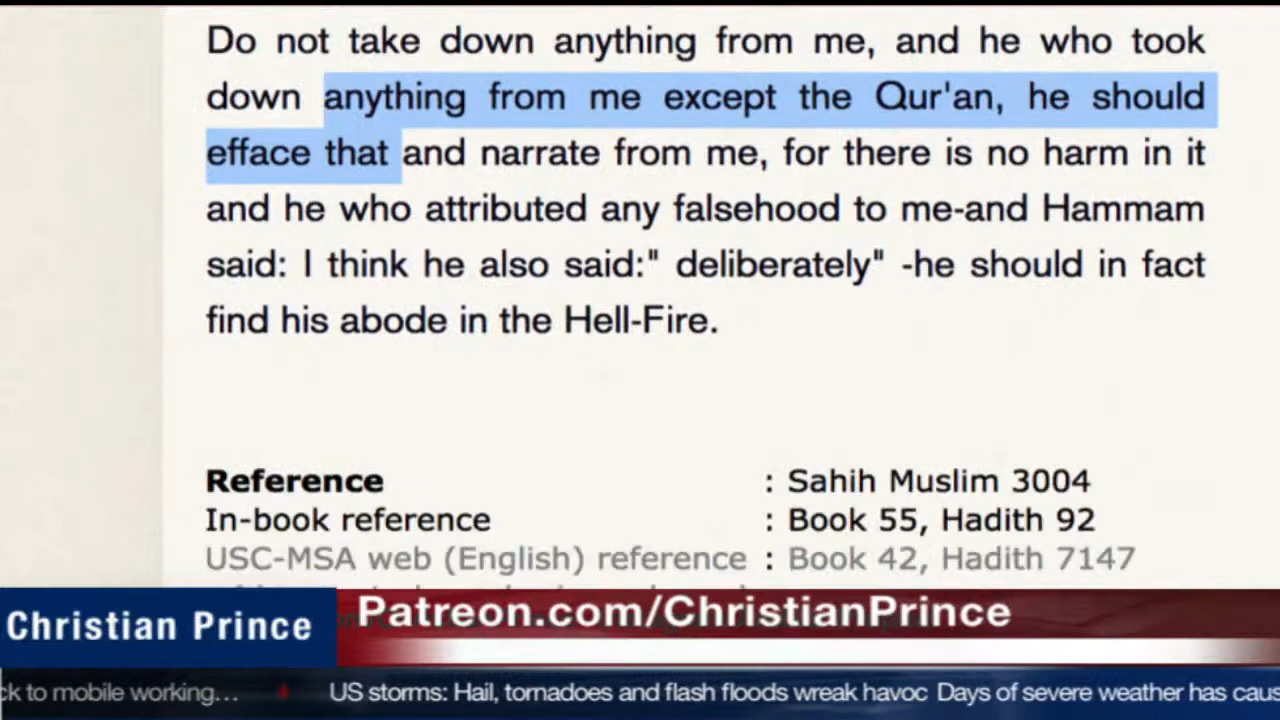 Do not take down anything from me, and he who took
down anything from me except the Qur'an, he should
efface that and narrate from me, for there is no harm in it
and he who attributed any falsehood to me-and Hammam
said: I think he also said:" deliberately" -he should in fact
find his abode in the Hell-Fire.
Reference : Sahih Muslim 3004
In-book reference : Book 55, Hadith 92
USC-MSA web (English) reference : Book 42, Hadith 7147
Christian Prince
Patreon.com/ChristianPrince
ck to mobile working... US storms: Hail, tornadoes and flash floods wreak havoc Days of severe weather has caus